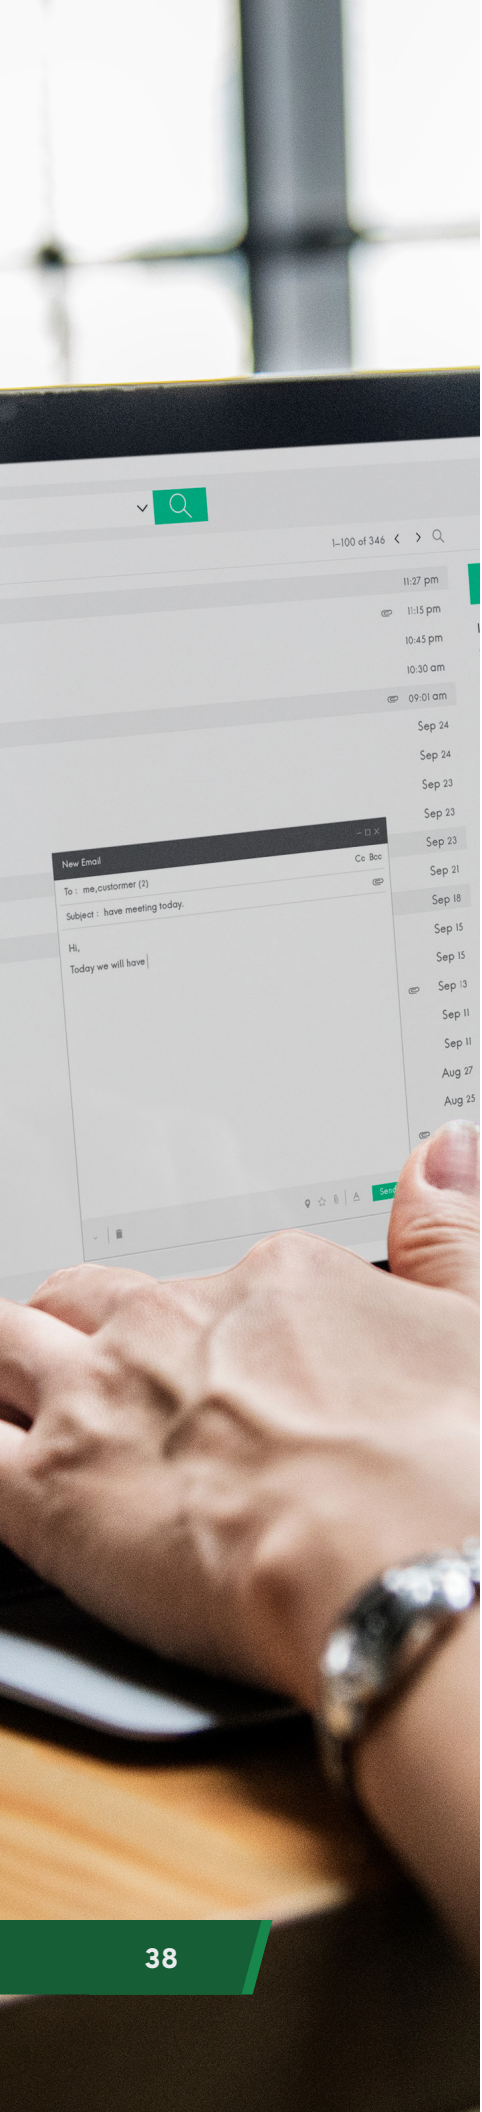 1-100 of 346
11:27 pm
11:15 pm
10:45 pm
10:30 am
09:01 am
Sep 24
Sep 24
Sep 23
Sep 23
Sep 23
Sep 21
Sep 18
Sep 15
Sep 15
Sep 13
Sep 11
Sep 11
Aug 27
Aug 25
New Email
To : me,custormer (2)
Cc Bcc
Subject : have meeting today.
Hi,
Today we will have
Send
38